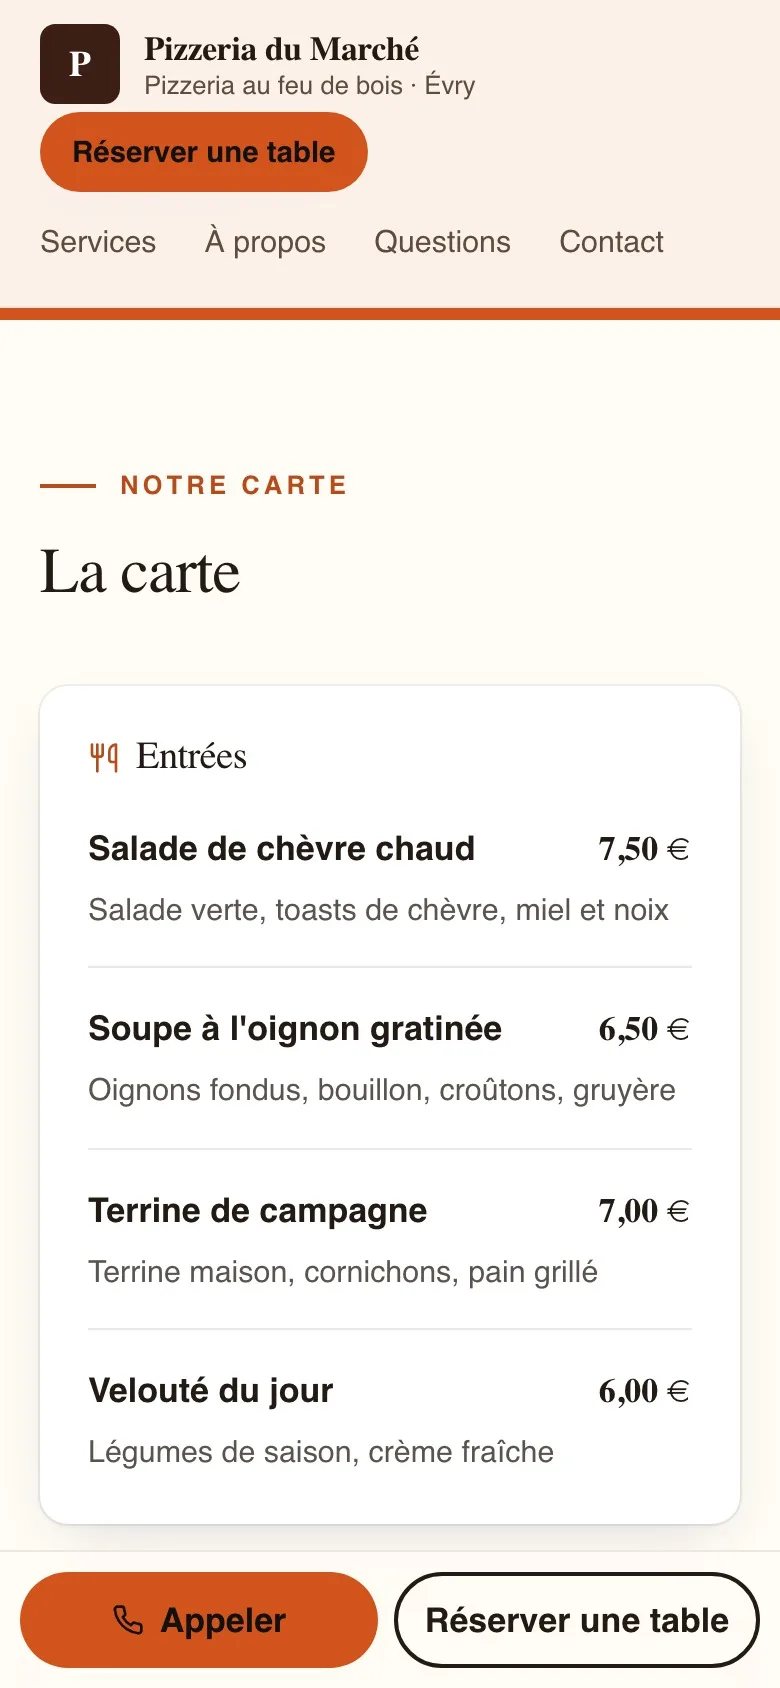 P
Pizzeria du Marché
Pizzeria au feu de bois · Évry
Réserver une table
Services À propos Questions Contact
NOTRE CARTE
La carte
Entrées
Salade de chèvre chaud 7,50 €
Salade verte, toasts de chèvre, miel et noix
Soupe à l'oignon gratinée 6,50 €
Oignons fondus, bouillon, croûtons, gruyère
Terrine de campagne 7,00 €
Terrine maison, cornichons, pain grillé
Velouté du jour 6,00 €
Légumes de saison, crème fraîche
Appeler Réserver une table